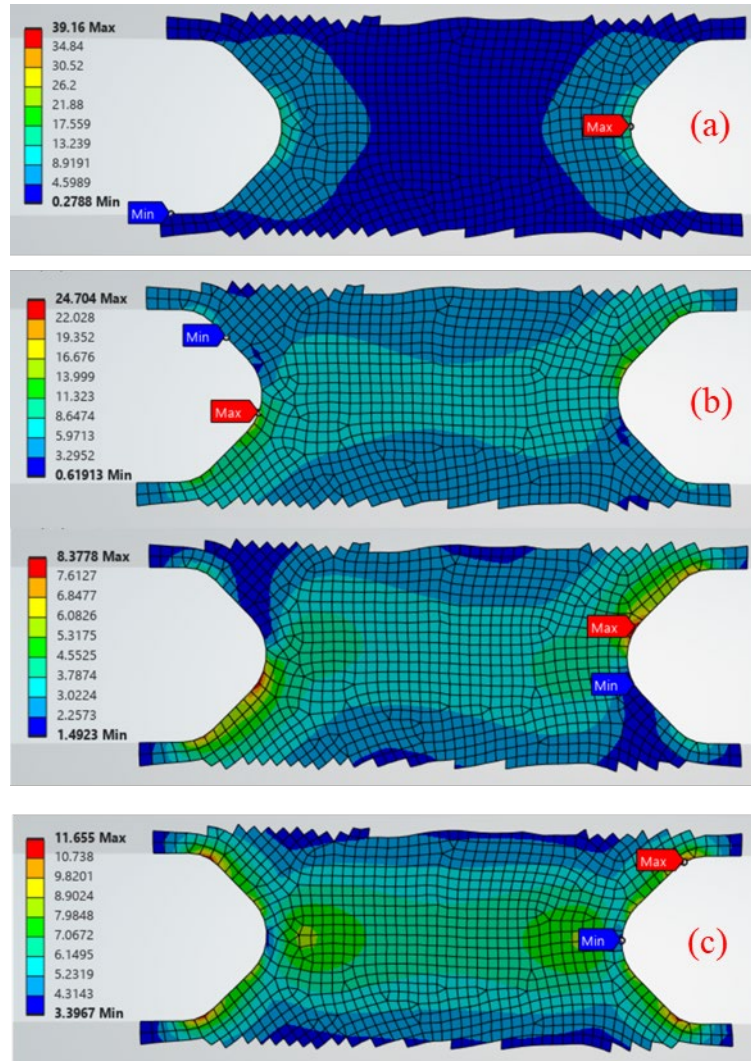 39.16 Max
34.84
30.52
26.2
21.88
17.559
13.239
8.9191
4.5989
0.2788 Min
Max
Min
(a)
24.704 Max
22.028
19.352
16.676
13.999
11.323
8.6474
5.9713
3.2952
0.61913 Min
Min
Max
(b)
8.3778 Max
7.6127
6.8477
6.0826
5.3175
4.5525
3.7874
3.0224
2.2573
1.4923 Min
Max
Min
11.655 Max
10.738
9.8201
8.9024
7.9848
7.0672
6.1495
5.2319
4.3143
3.3967 Min
Max
Min
(c)